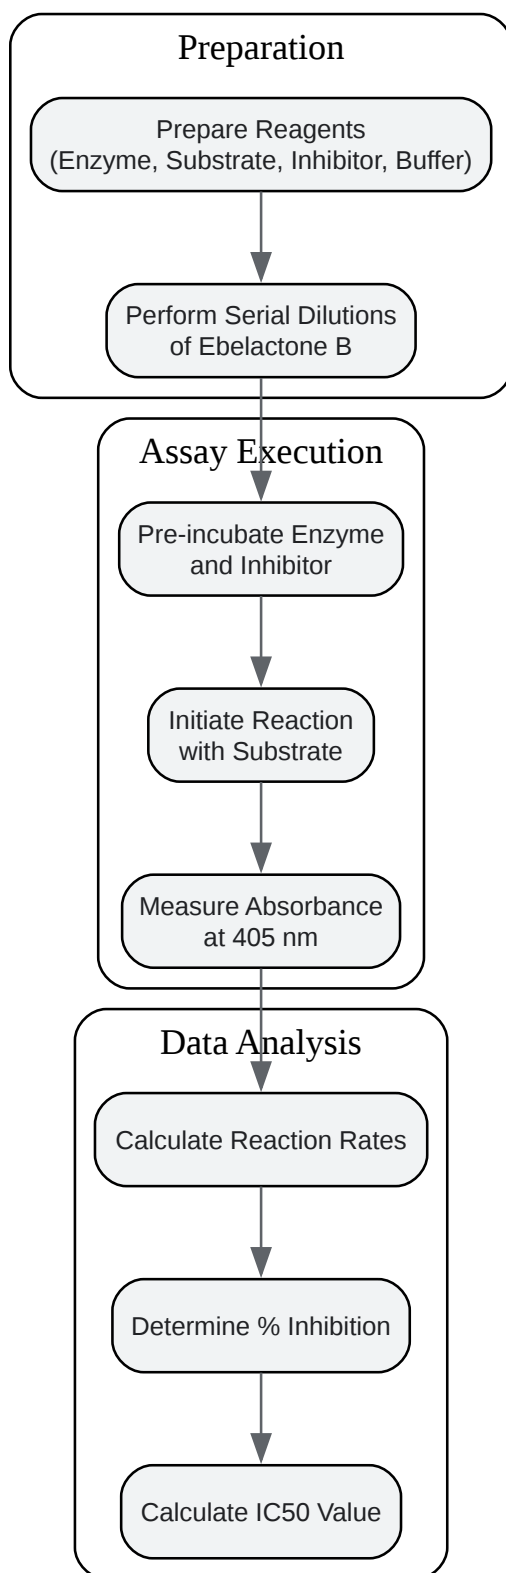 Preparation
Prepare Reagents
(Enzyme, Substrate, Inhibitor, Buffer)
Perform Serial Dilutions
of Ebelactone B
Assay Execution
Pre-incubate Enzyme
and Inhibitor
Initiate Reaction
with Substrate
Measure Absorbance
at 405 nm
Data Analysis
Calculate Reaction Rates
Determine % Inhibition
Calculate IC50 Value